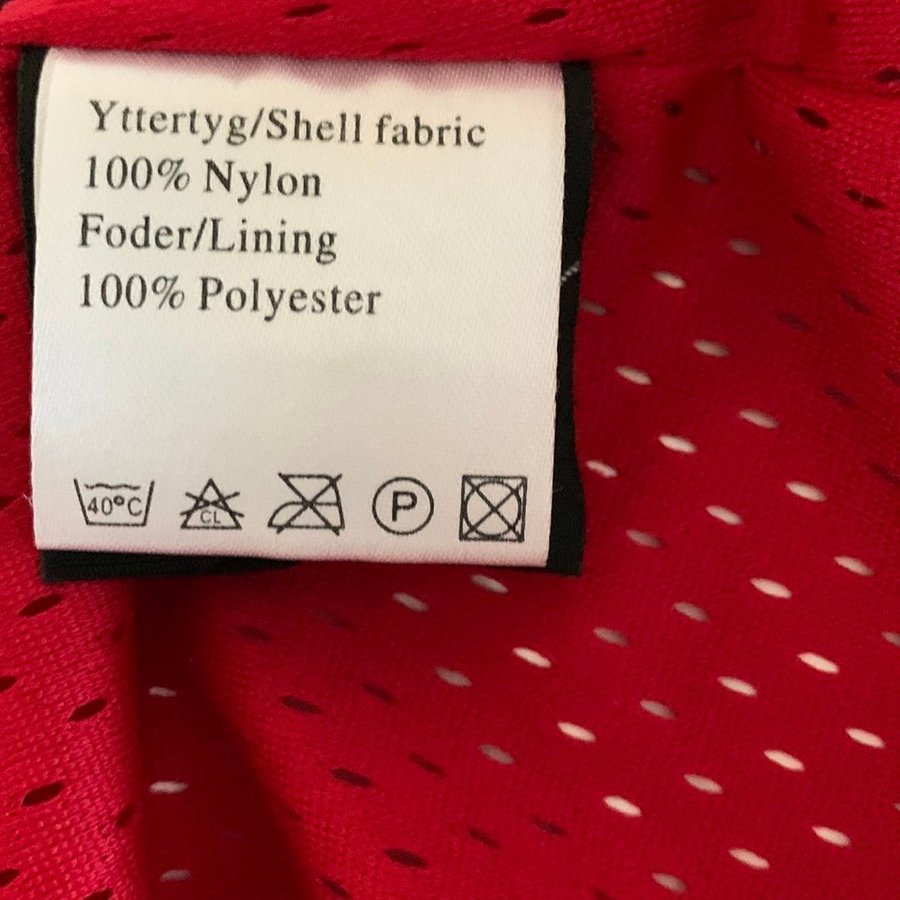 Yttertyg/Shell fabric
100% Nylon
Foder/Lining
100% Polyester
40°C CL P